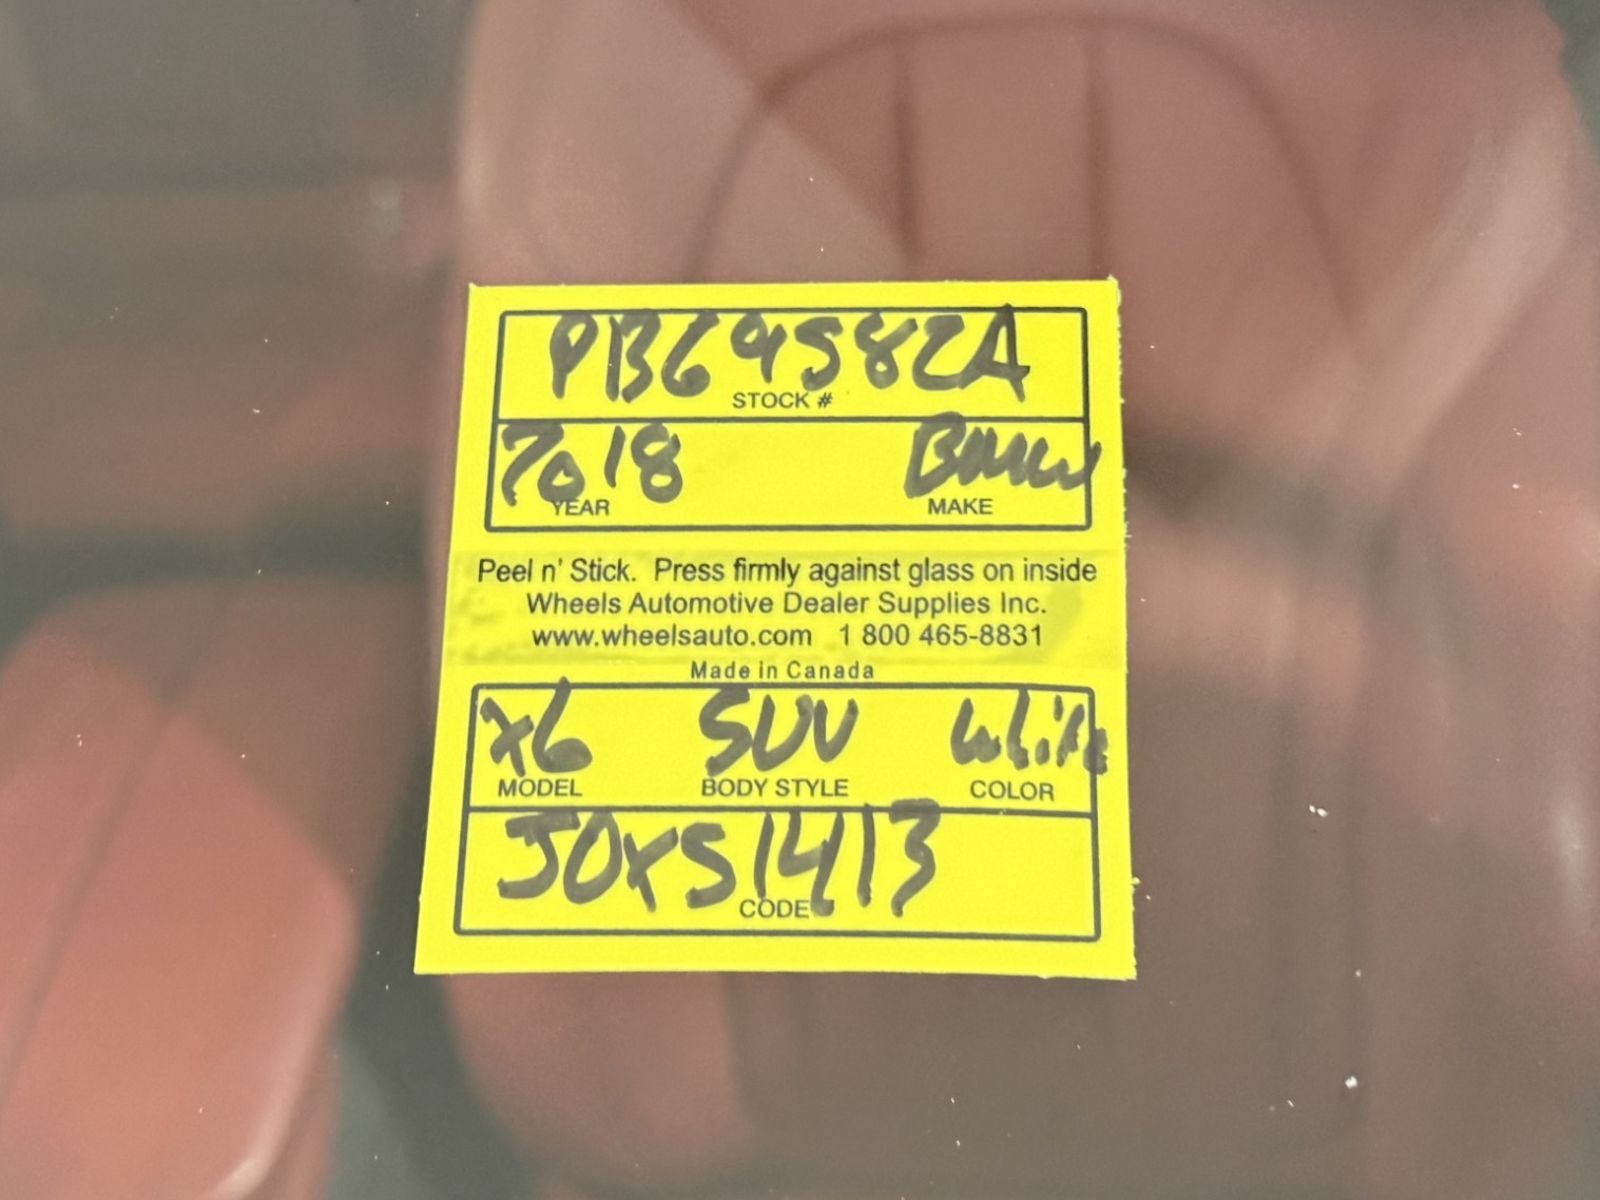 PB69582A
STOCK #
2018 BMW
YEAR MAKE
Peel n' Stick. Press firmly against glass on inside
Wheels Automotive Dealer Supplies Inc.
www.wheelsauto.com 1 800 465-8831
Made in Canada
X6 SUV White
MODEL BODY STYLE COLOR
J0XS1413
CODE